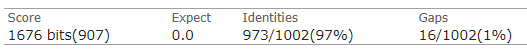 Score Expect Identities Gaps
1676 bits(907) 0.0 973/1002(97%) 16/1002(1%)